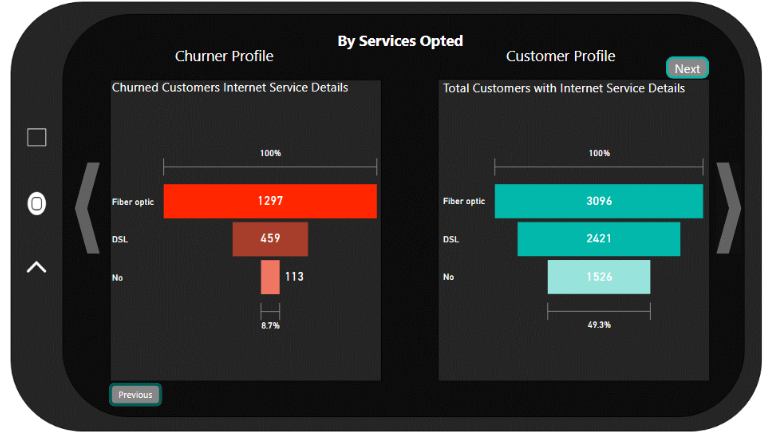 By Services Opted
Churner Profile
Customer Profile
Next
Churned Customers Internet Service Details
100%
Fiber optic 1297
DSL 459
No 113
8.7%
Total Customers with Internet Service Details
100%
Fiber optic 3096
DSL 2421
No 1526
49.3%
Previous